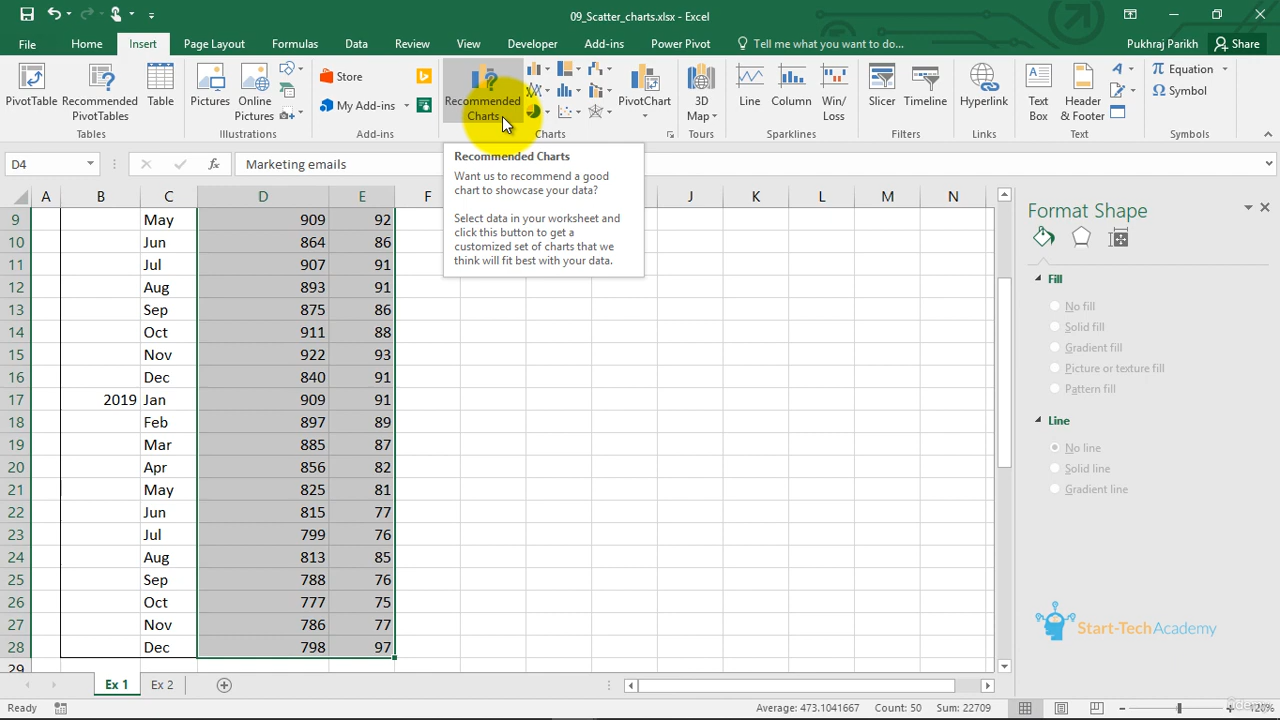 09_Scatter_charts.xlsx - Excel
File Home Insert Page Layout Formulas Data Review View Developer Add-ins Power Pivot Tell me what you want to do... Pukhraj Parikh Share
PivotTable
Recommended PivotTables
Table
Tables
Pictures
Online Pictures
Illustrations
Store
My Add-ins
Add-ins
Recommended Charts
PivotChart
Charts
3D Map
Tours
Line
Column
Win/Loss
Sparklines
Slicer
Timeline
Filters
Hyperlink
Links
Text Box
Header & Footer
Text
Equation
Symbol
Symbols
D4 fx Marketing emails
Recommended Charts
Want us to recommend a good
chart to showcase your data?
Select data in your worksheet and
click this button to get a
customized set of charts that we
think will fit best with your data.
A B C D E F J K L M N
9 May 909 92
10 Jun 864 86
11 Jul 907 91
12 Aug 893 91
13 Sep 875 86
14 Oct 911 88
15 Nov 922 93
16 Dec 840 91
17 2019 Jan 909 91
18 Feb 897 89
19 Mar 885 87
20 Apr 856 82
21 May 825 81
22 Jun 815 77
23 Jul 799 76
24 Aug 813 85
25 Sep 788 76
26 Oct 777 75
27 Nov 786 77
28 Dec 798 97
29
Format Shape
Fill
No fill
Solid fill
Gradient fill
Picture or texture fill
Pattern fill
Line
No line
Solid line
Gradient line
Start-Tech Academy
Ex 1 Ex 2
Average: 473.1041667 Count: 50 Sum: 22709 120%